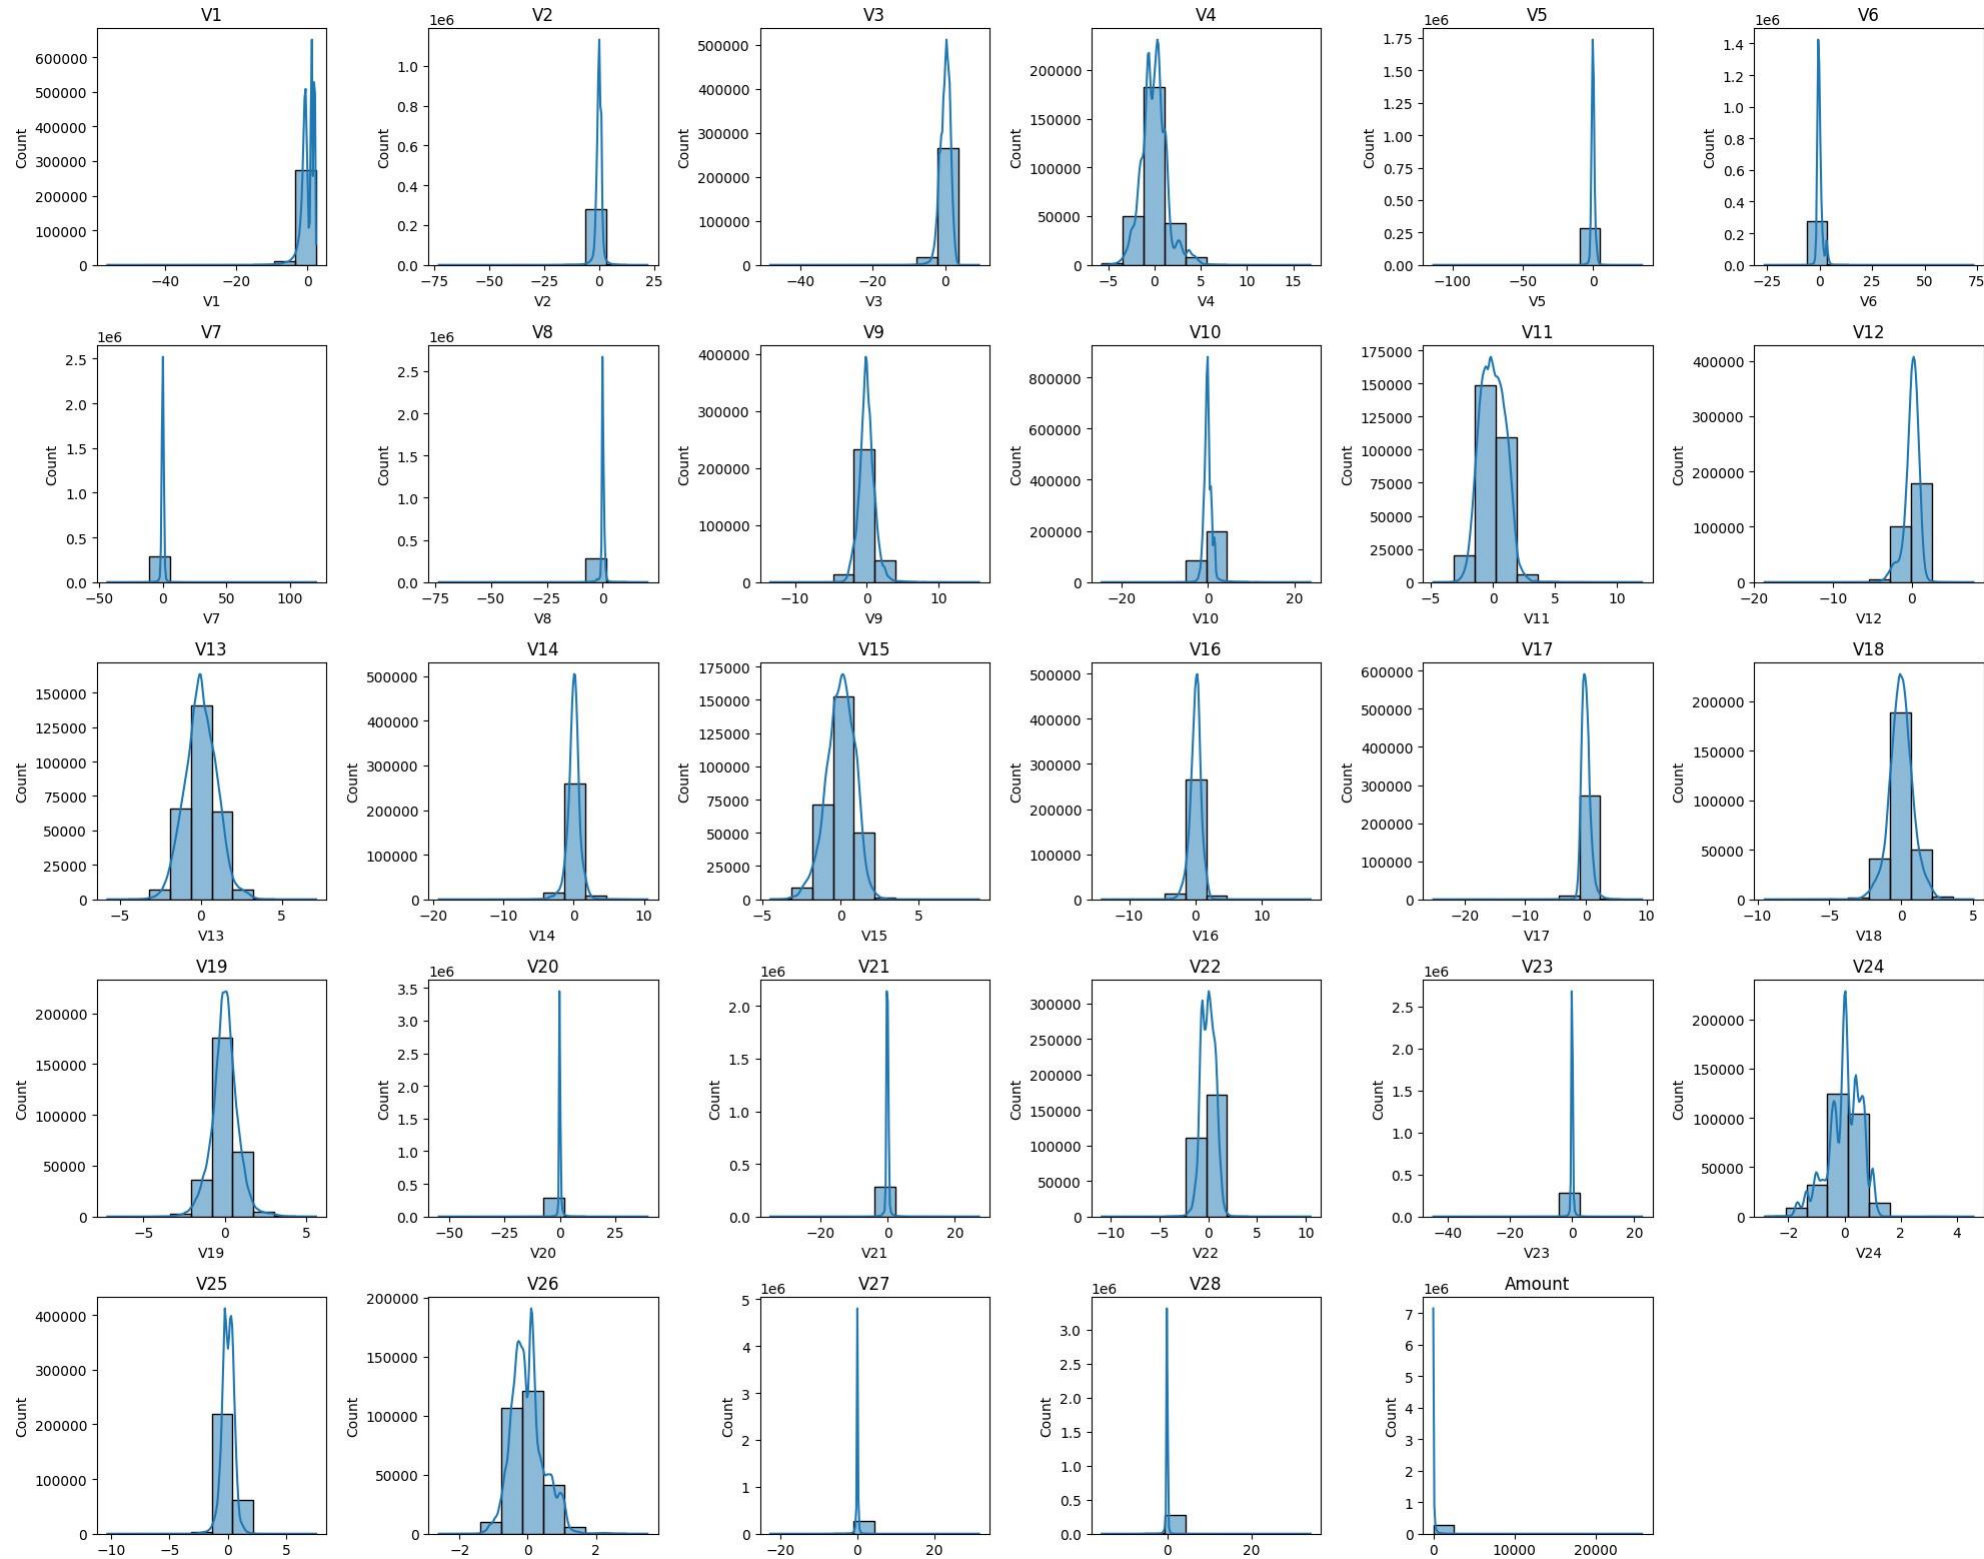 V1
600000
500000
400000
300000
200000
100000
0
Count
−40 −20 0
V1
V2
1e6
1.0
0.8
0.6
0.4
0.2
0.0
Count
−75 −50 −25 0 25
V2
V3
500000
400000
300000
200000
100000
0
Count
−40 −20 0
V3
V4
200000
150000
100000
50000
0
Count
−5 0 5 10 15
V4
V5
1e6
1.75
1.50
1.25
1.00
0.75
0.50
0.25
0.00
Count
−100 −50 0
V5
V6
1e6
1.4
1.2
1.0
0.8
0.6
0.4
0.2
0.0
Count
−25 0 25 50 75
V6
V7
1e6
2.5
2.0
1.5
1.0
0.5
0.0
Count
−50 0 50 100
V7
V8
1e6
2.5
2.0
1.5
1.0
0.5
0.0
Count
−75 −50 −25 0
V8
V9
400000
300000
200000
100000
0
Count
−10 0 10
V9
V10
800000
600000
400000
200000
0
Count
−20 0 20
V10
V11
175000
150000
125000
100000
75000
50000
25000
0
Count
−5 0 5 10
V11
V12
400000
300000
200000
100000
0
Count
−20 −10 0
V12
V13
150000
125000
100000
75000
50000
25000
0
Count
−5 0 5
V13
V14
500000
400000
300000
200000
100000
0
Count
−20 −10 0 10
V14
V15
175000
150000
125000
100000
75000
50000
25000
0
Count
−5 0 5
V15
V16
500000
400000
300000
200000
100000
0
Count
−10 0 10
V16
V17
600000
500000
400000
300000
200000
100000
0
Count
−20 −10 0 10
V17
V18
200000
150000
100000
50000
0
Count
−10 −5 0 5
V18
V19
200000
150000
100000
50000
0
Count
−5 0 5
V19
V20
1e6
3.5
3.0
2.5
2.0
1.5
1.0
0.5
0.0
Count
−50 −25 0 25
V20
V21
1e6
2.0
1.5
1.0
0.5
0.0
Count
−20 0 20
V21
V22
300000
250000
200000
150000
100000
50000
0
Count
−10 −5 0 5 10
V22
V23
1e6
2.5
2.0
1.5
1.0
0.5
0.0
Count
−40 −20 0 20
V23
V24
200000
150000
100000
50000
0
Count
−2 0 2 4
V24
V25
400000
300000
200000
100000
0
Count
−10 −5 0 5
V26
200000
150000
100000
50000
0
Count
−2 0 2
V27
1e6
5
4
3
2
1
0
Count
−20 0 20
V28
1e6
3.0
2.5
2.0
1.5
1.0
0.5
0.0
Count
0 20
Amount
1e6
7
6
5
4
3
2
1
0
Count
0 10000 20000